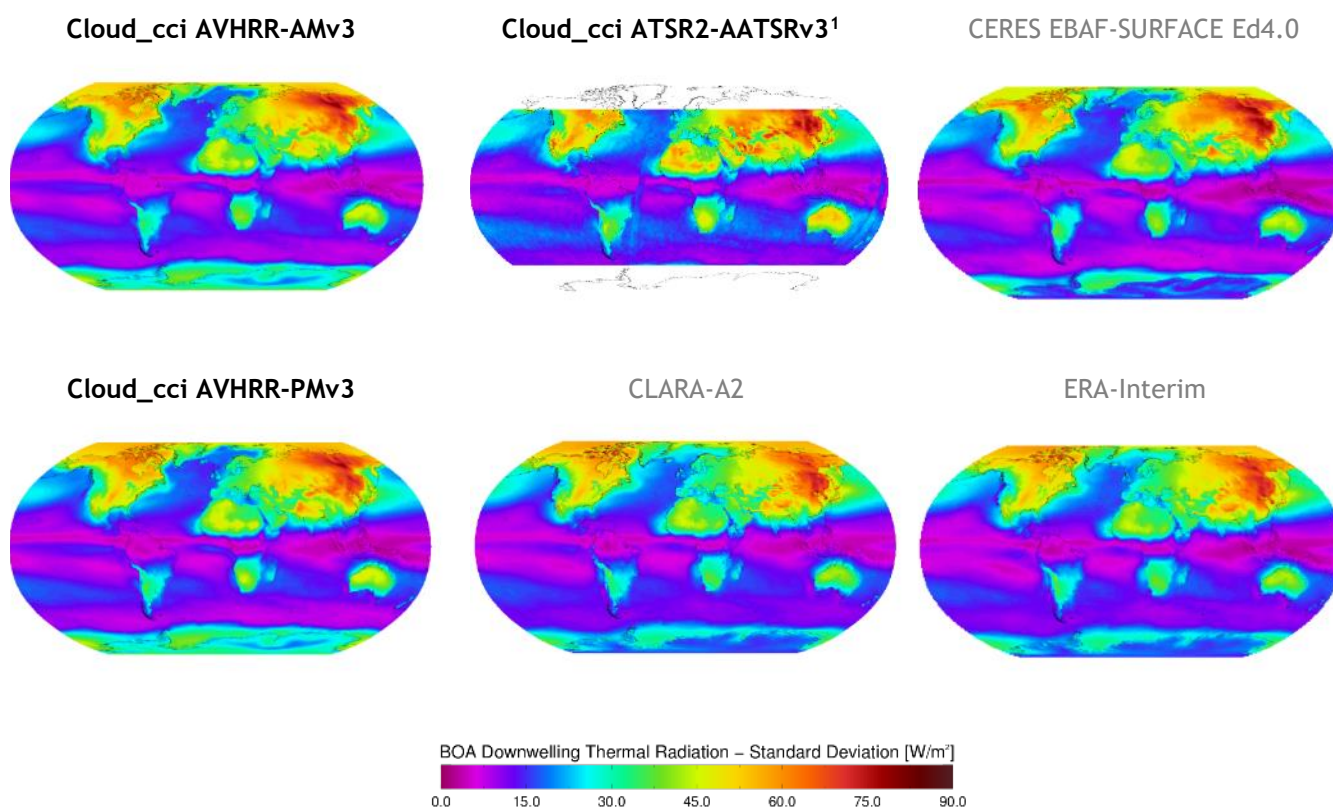 Cloud_cci AVHRR-AMv3
Cloud_cci ATSR2-AATSRv3¹
CERES EBAF-SURFACE Ed4.0
Cloud_cci AVHRR-PMv3
CLARA-A2
ERA-Interim
BOA Downwelling Thermal Radiation – Standard Deviation [W/m²]
0.0 15.0 30.0 45.0 60.0 75.0 90.0